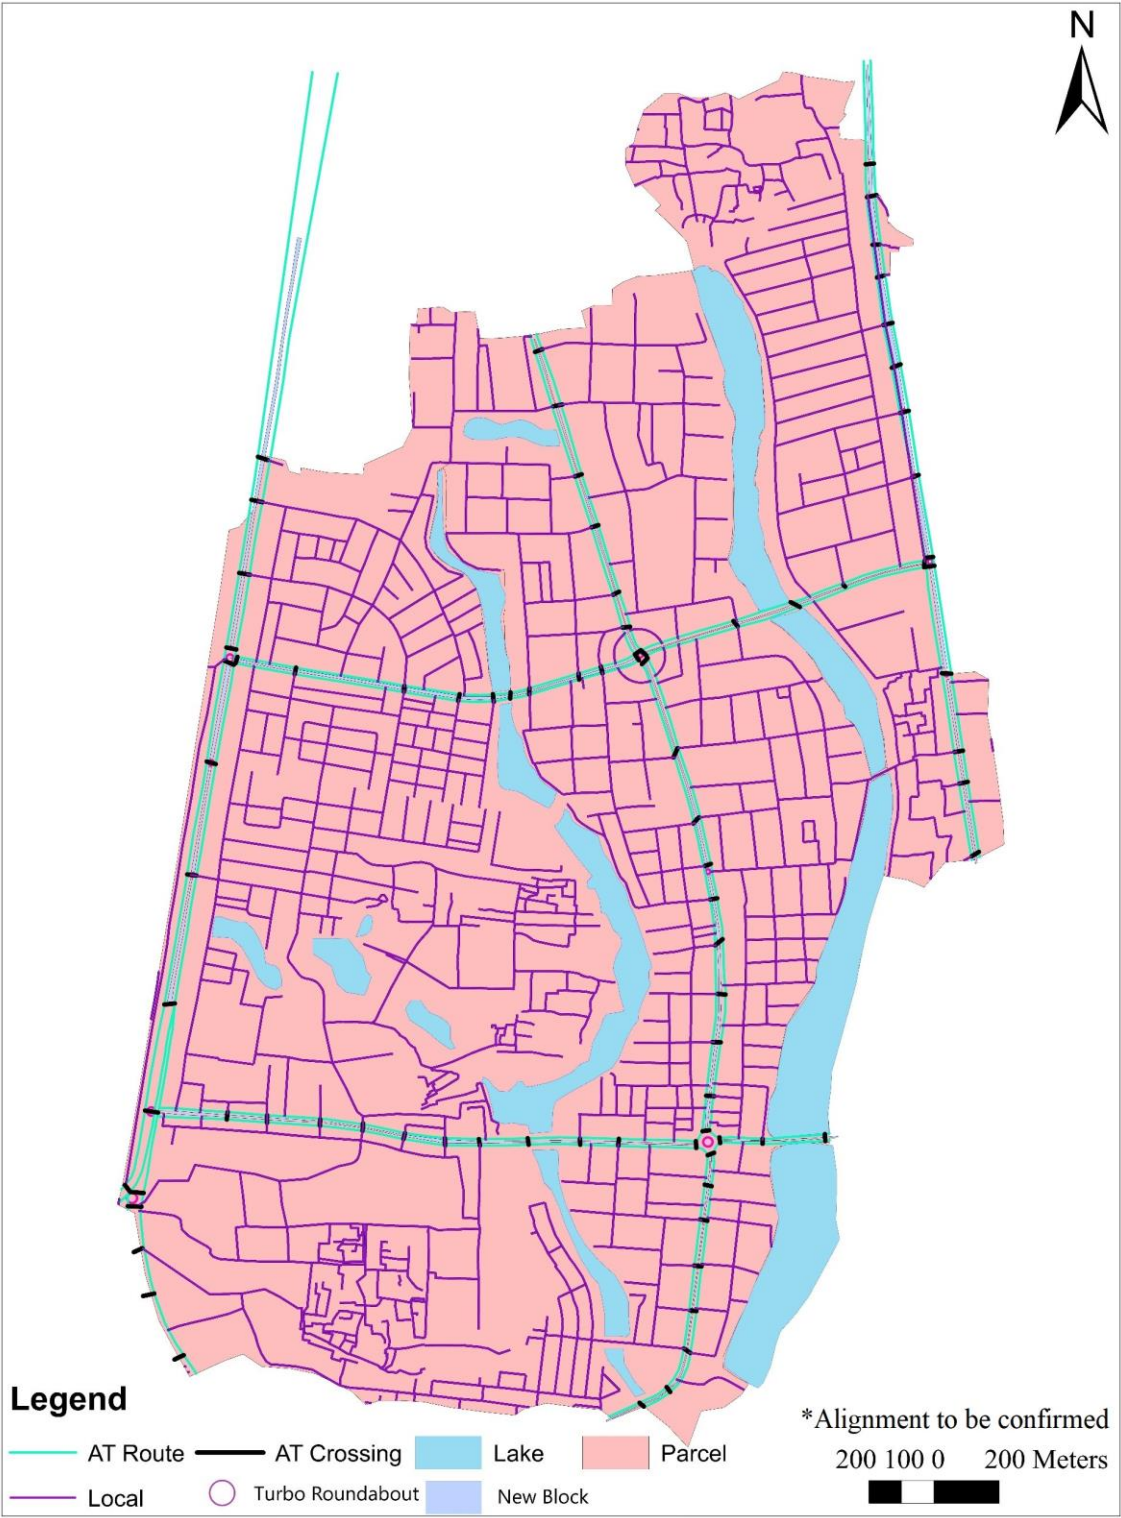 N
Legend
*Alignment to be confirmed
AT Route AT Crossing Lake Parcel
200 100 0 200 Meters
Local Turbo Roundabout New Block